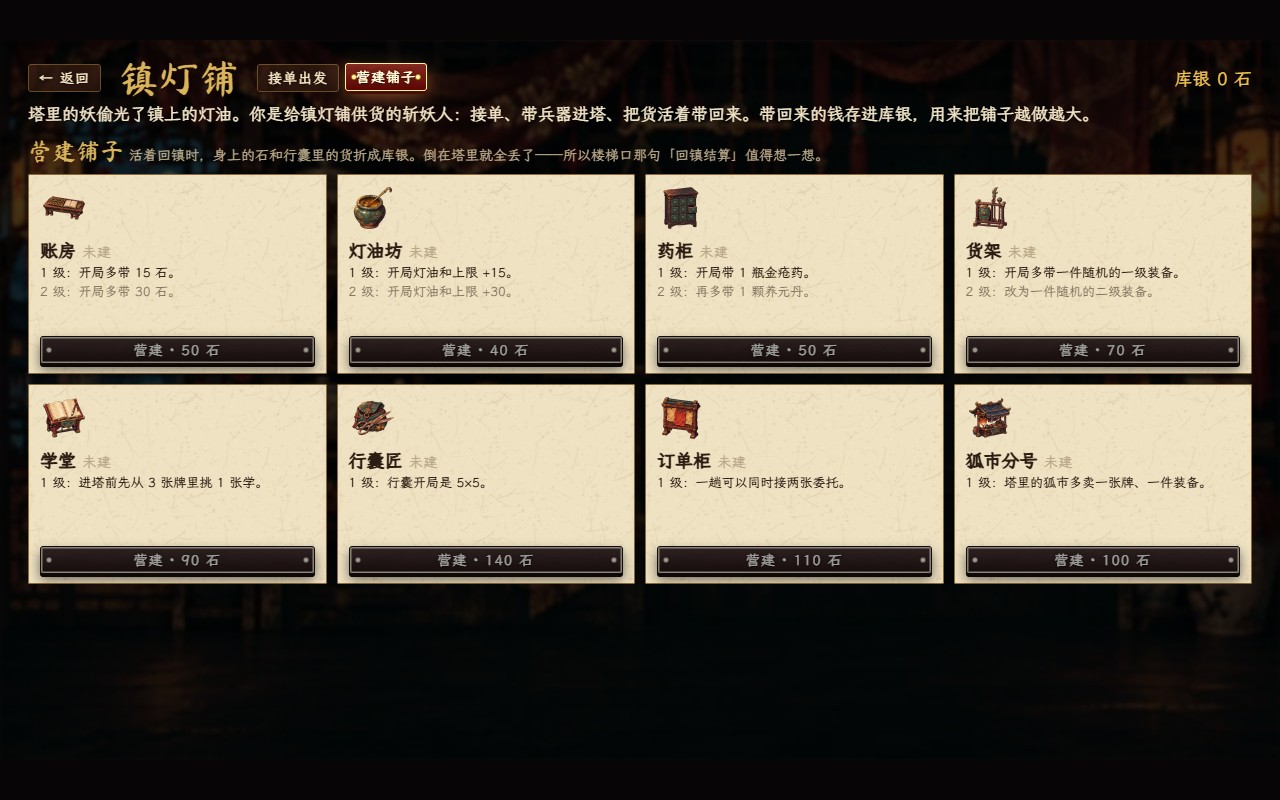 ← 返回
镇灯铺
接单出发
营建铺子
库银 0 石
塔里的妖偷光了镇上的灯油。你是给镇灯铺供货的斩妖人：接单、带兵器进塔、把货活着带回来。带回来的钱存进库银，用来把铺子越做越大。
营建铺子 活着回镇时，身上的石和行囊里的货折成库银。倒在塔里就全丢了——所以楼梯口那句「回镇结算」值得想一想。
账房 未建
1 级：开局多带 15 石。
2 级：开局多带 30 石。
营建 · 50 石
灯油坊 未建
1 级：开局灯油和上限 +15。
2 级：开局灯油和上限 +30。
营建 · 40 石
药柜 未建
1 级：开局带 1 瓶金疮药。
2 级：再多带 1 颗养元丹。
营建 · 50 石
货架 未建
1 级：开局多带一件随机的一级装备。
2 级：改为一件随机的二级装备。
营建 · 70 石
学堂 未建
1 级：进塔前先从 3 张牌里挑 1 张学。
营建 · 90 石
行囊匠 未建
1 级：行囊开局是 5×5。
营建 · 140 石
订单柜 未建
1 级：一趟可以同时接两张委托。
营建 · 110 石
狐市分号 未建
1 级：塔里的狐市多卖一张牌、一件装备。
营建 · 100 石